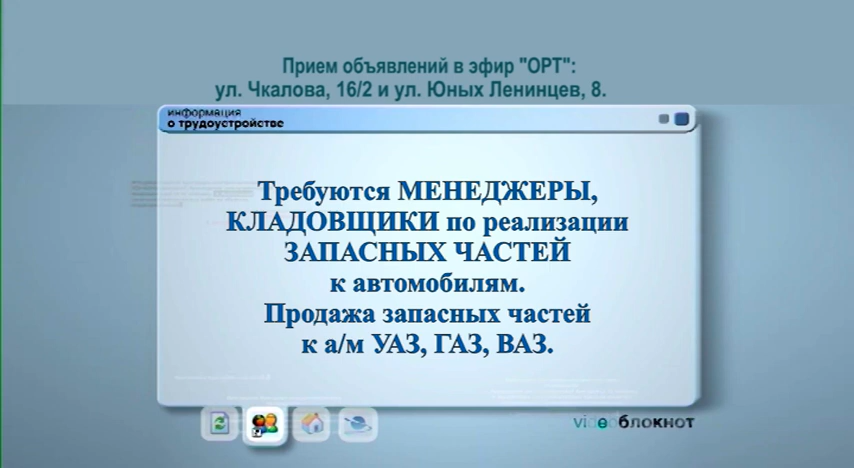 Прием объявлений в эфир "ОРТ":
ул. Чкалова, 16/2 и ул. Юных Ленинцев, 8.
информация
о трудоустройстве
Требуются МЕНЕДЖЕРЫ,
КЛАДОВЩИКИ по реализации
ЗАПАСНЫХ ЧАСТЕЙ
к автомобилям.
Продажа запасных частей
к а/м УАЗ, ГАЗ, ВАЗ.
videoблокнот